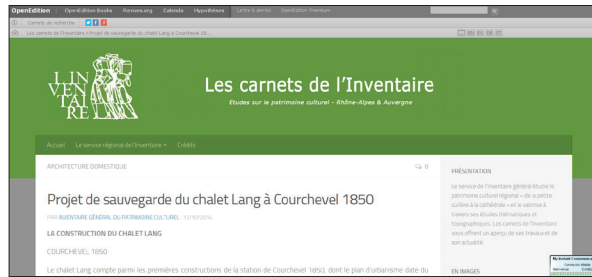 OpenEdition OpenEdition Books Revues.org Calenda Hypothèses Lettre & alertes OpenEdition Freemium
Carnets de recherche
Les carnets de l'Inventaire › Projet de sauvegarde du chalet Lang à Courchevel 18...
EN ES DE
L'IN
VEN
TAI
RE
Les carnets de l'Inventaire
Etudes sur le patrimoine culturel - Rhône-Alpes & Auvergne
Accueil Le service régional de l'Inventaire Crédits
ARCHITECTURE DOMESTIQUE 0
Projet de sauvegarde du chalet Lang à Courchevel 1850
PAR INVENTAIRE GÉNÉRAL DU PATRIMOINE CULTUREL
LA CONSTRUCTION DU CHALET LANG
COURCHEVEL 1850
Le chalet Lang compte parmi les premières constructions de la station de Courchevel 1850, dont le plan d'urbanisme date du
PRÉSENTATION
Le service de l'Inventaire général étudie le
patrimoine culturel régional « de la petite
cuillère à la cathédrale » et le valorise à
travers ses études thématiques et
topographiques. Les carnets de l'Inventaire
vous offrent un aperçu de ses travaux et de
son actualité.
EN IMAGES